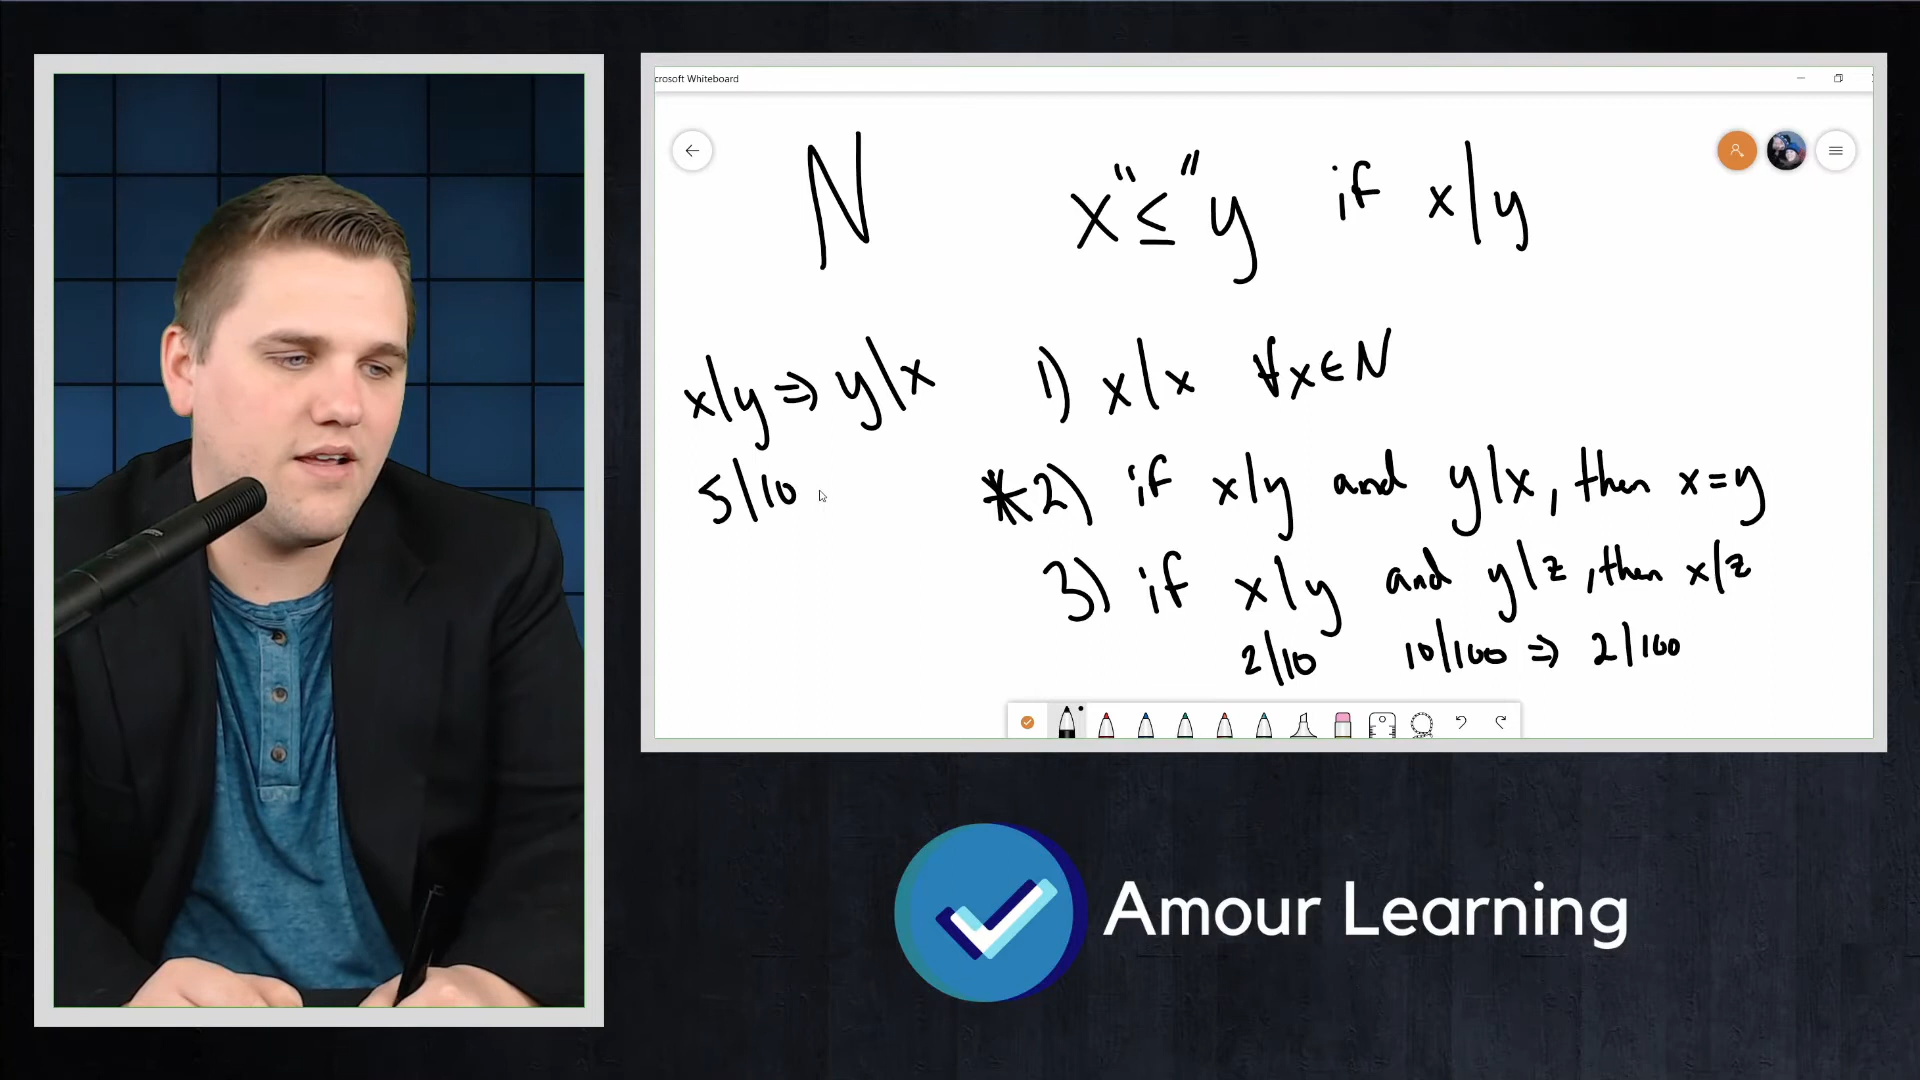 crosoft Whiteboard
N x "≤" y if x|y
x|y ⇒ y|x
5|10
1) x|x ∀x∈N
*2) if x|y and y|x, then x=y
3) if x|y and y|z, then x|z
2|10 10|100 ⇒ 2|100
Amour Learning